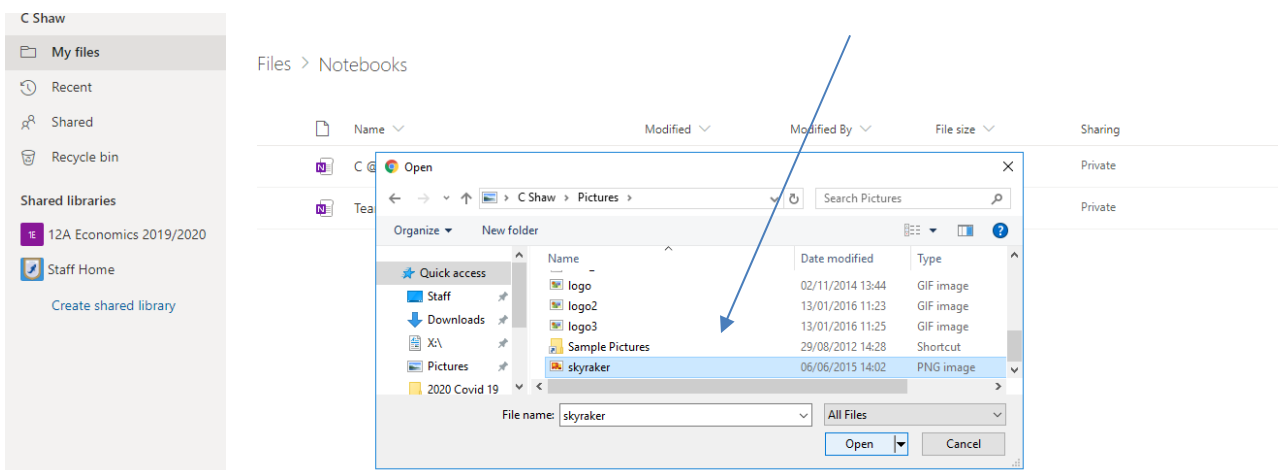 C Shaw
My files
Recent
Shared
Recycle bin
Shared libraries
1E 12A Economics 2019/2020
Staff Home
Create shared library
Files > Notebooks
Name Modified Modified By File size Sharing
C @ Private
Tea Private
Open
C Shaw > Pictures > Search Pictures
Organize New folder
Name Date modified Type
Quick access
Staff
Downloads
X:\
Pictures
2020 Covid 19
logo 02/11/2014 13:44 GIF image
logo2 13/01/2016 11:23 GIF image
logo3 13/01/2016 11:25 GIF image
Sample Pictures 29/08/2012 14:28 Shortcut
skyraker 06/06/2015 14:02 PNG image
File name: skyraker All Files
Open Cancel